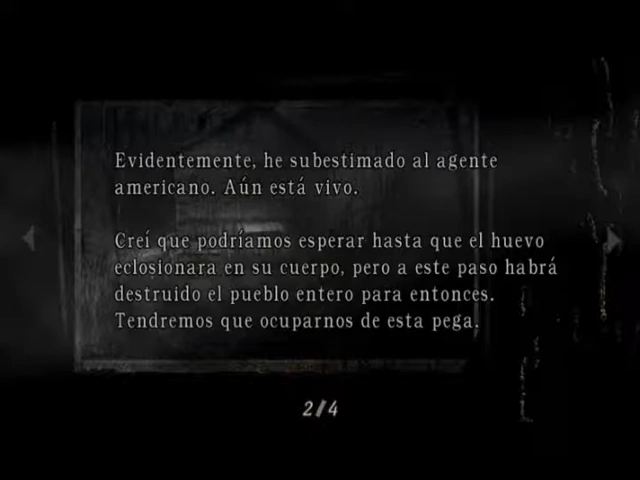 Evidentemente, he subestimado al agente
americano. Aún está vivo.
Creí que podríamos esperar hasta que el huevo
eclosionara en su cuerpo, pero a este paso habrá
destruido el pueblo entero para entonces.
Tendremos que ocuparnos de esta pega.
2/4